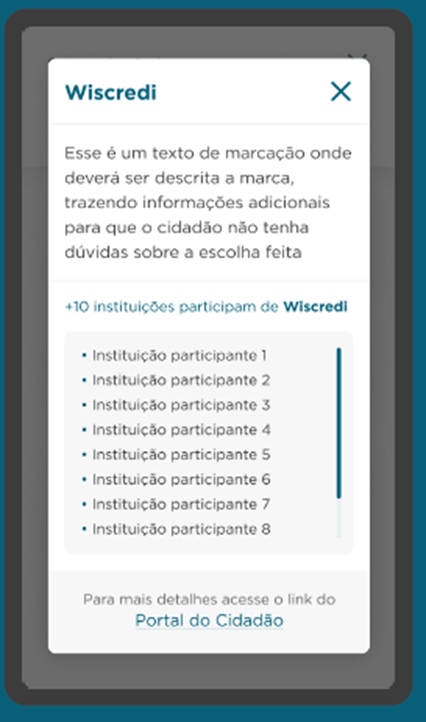 Wiscredi
Esse é um texto de marcação onde
deverá ser descrita a marca,
trazendo informações adicionais
para que o cidadão não tenha
dúvidas sobre a escolha feita
+10 instituições participam de Wiscredi
• Instituição participante 1
• Instituição participante 2
• Instituição participante 3
• Instituição participante 4
• Instituição participante 5
• Instituição participante 6
• Instituição participante 7
• Instituição participante 8
Para mais detalhes acesse o link do
Portal do Cidadão